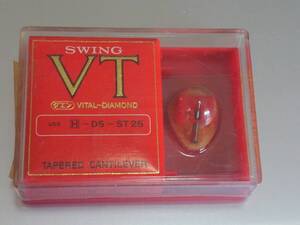 SWING
VT
VITAL-DIAMOND
H-DS-ST25
TAPERED CANTILEVER